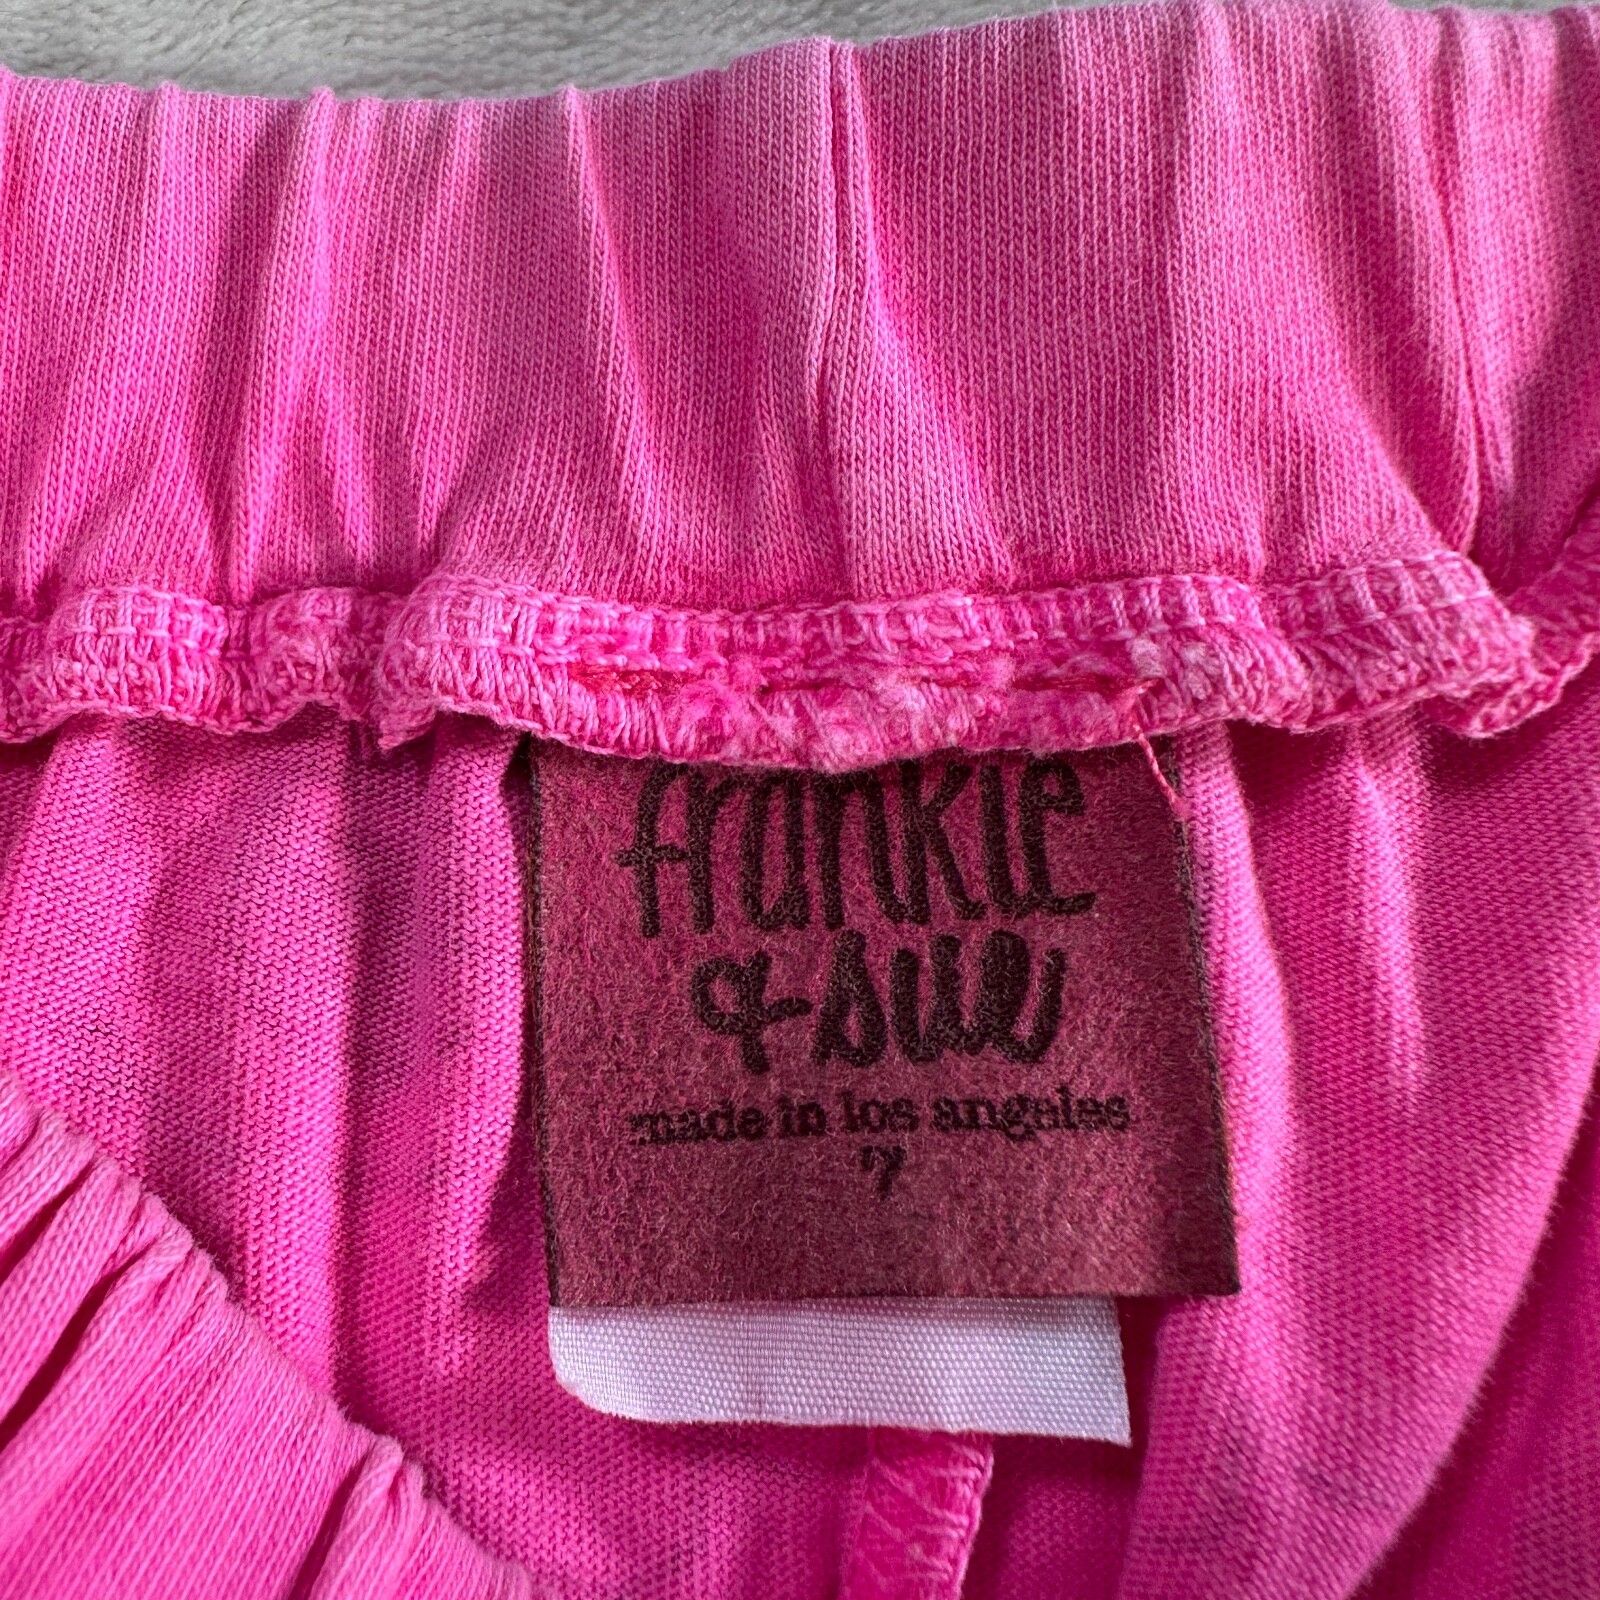 frankie
& sue
made in los angeles
7